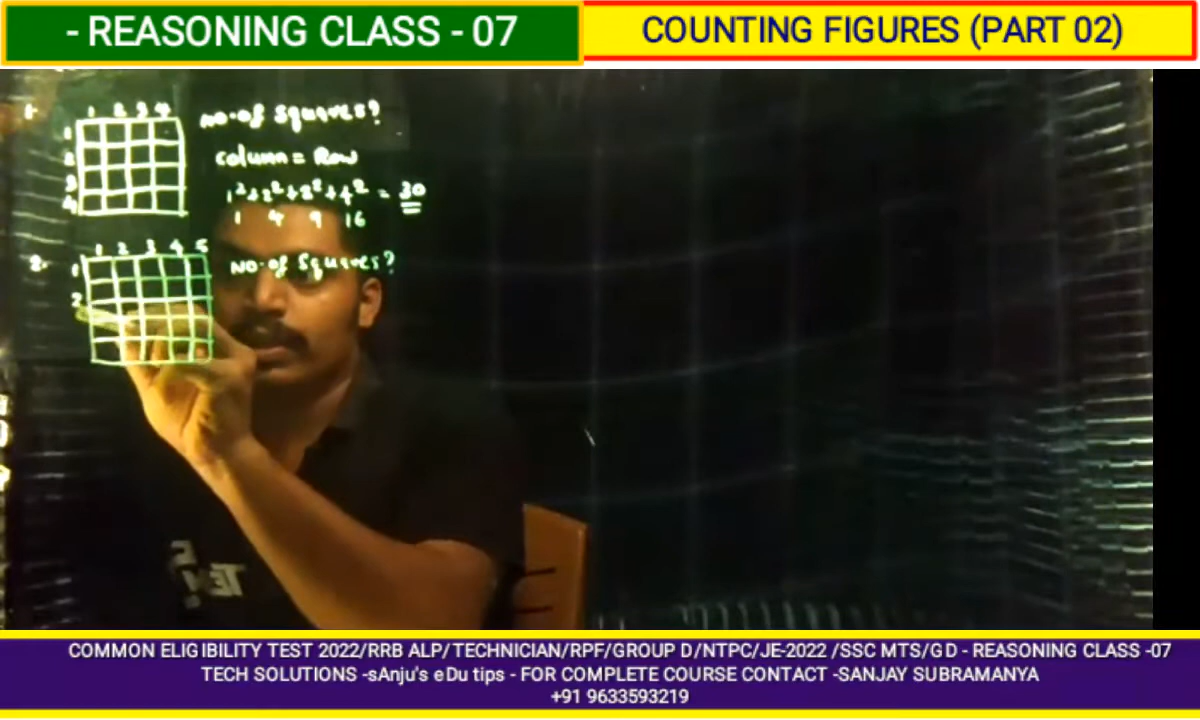 - REASONING CLASS - 07
COUNTING FIGURES (PART 02)
1. 1 2 3 4 No. of Squares?
1
2
3
4
Column = Row
1²+2²+3²+4² = 30
1 4 9 16
2. 1 2 3 4 5 No. of Squares?
1
2
COMMON ELIGIBILITY TEST 2022/RRB ALP/TECHNICIAN/RPF/GROUP D/NTPC/JE-2022 /SSC MTS/GD - REASONING CLASS -07
TECH SOLUTIONS -sAnju's eDu tips - FOR COMPLETE COURSE CONTACT -SANJAY SUBRAMANYA
+91 9633593219